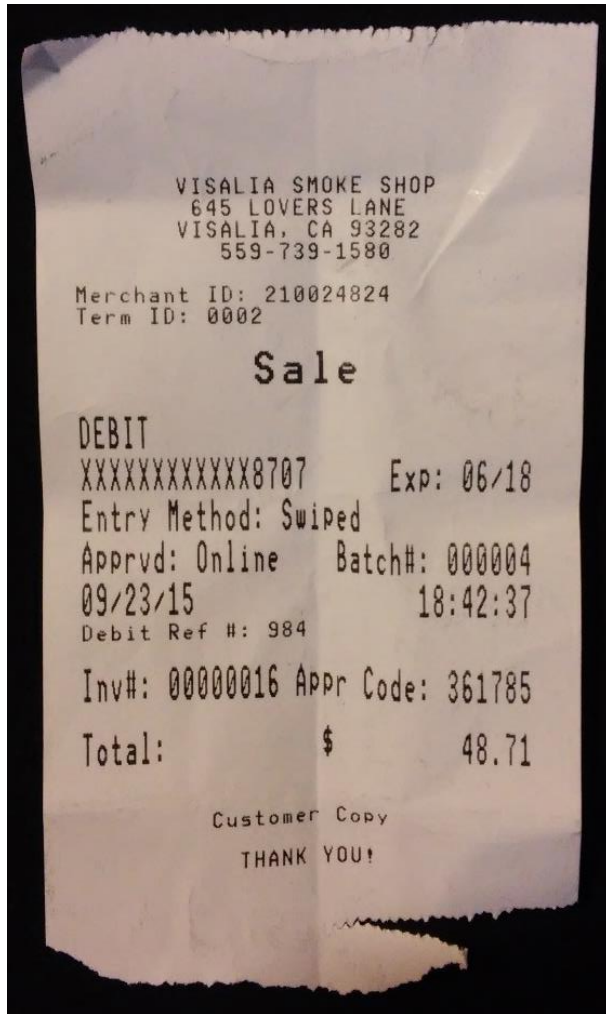 VISALIA SMOKE SHOP
645 LOVERS LANE
VISALIA, CA 93282
559-739-1580
Merchant ID: 210024824
Term ID: 0002
Sale
DEBIT
XXXXXXXXXXXX8707 Exp: 06/18
Entry Method: Swiped
Apprvd: Online Batch#: 000004
09/23/15 18:42:37
Debit Ref #: 984
Inv#: 00000016 Appr Code: 361785
Total: $ 48.71
Customer Copy
THANK YOU!